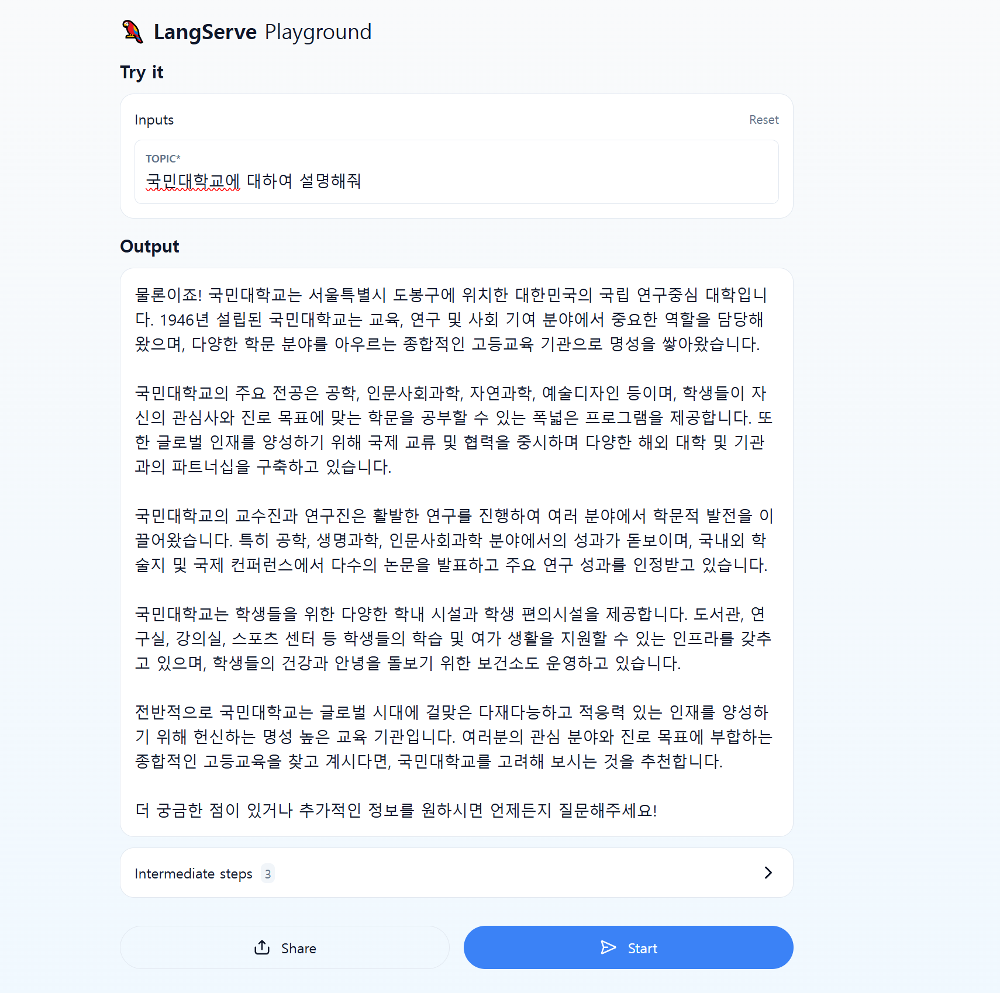 LangServe Playground
Try it
Inputs
Reset
TOPIC*
국민대학교에 대하여 설명해줘
Output
물론이죠! 국민대학교는 서울특별시 도봉구에 위치한 대한민국의 국립 연구중심 대학입니
다. 1946년 설립된 국민대학교는 교육, 연구 및 사회 기여 분야에서 중요한 역할을 담당해
왔으며, 다양한 학문 분야를 아우르는 종합적인 고등교육 기관으로 명성을 쌓아왔습니다.
국민대학교의 주요 전공은 공학, 인문사회과학, 자연과학, 예술디자인 등이며, 학생들이 자
신의 관심사와 진로 목표에 맞는 학문을 공부할 수 있는 폭넓은 프로그램을 제공합니다. 또
한 글로벌 인재를 양성하기 위해 국제 교류 및 협력을 중시하며 다양한 해외 대학 및 기관
과의 파트너십을 구축하고 있습니다.
국민대학교의 교수진과 연구진은 활발한 연구를 진행하여 여러 분야에서 학문적 발전을 이
끌어왔습니다. 특히 공학, 생명과학, 인문사회과학 분야에서의 성과가 돋보이며, 국내외 학
술지 및 국제 컨퍼런스에서 다수의 논문을 발표하고 주요 연구 성과를 인정받고 있습니다.
국민대학교는 학생들을 위한 다양한 학내 시설과 학생 편의시설을 제공합니다. 도서관, 연
구실, 강의실, 스포츠 센터 등 학생들의 학습 및 여가 생활을 지원할 수 있는 인프라를 갖추
고 있으며, 학생들의 건강과 안녕을 돌보기 위한 보건소도 운영하고 있습니다.
전반적으로 국민대학교는 글로벌 시대에 걸맞은 다재다능하고 적응력 있는 인재를 양성하
기 위해 헌신하는 명성 높은 교육 기관입니다. 여러분의 관심 분야와 진로 목표에 부합하는
종합적인 고등교육을 찾고 계시다면, 국민대학교를 고려해 보시는 것을 추천합니다.
더 궁금한 점이 있거나 추가적인 정보를 원하시면 언제든지 질문해주세요!
Intermediate steps 3
Share
Start